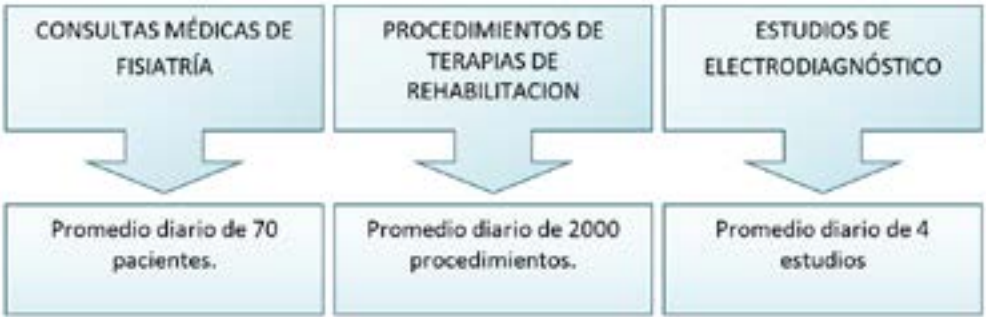 CONSULTAS MÉDICAS DE
FISIATRÍA
PROCEDIMIENTOS DE
TERAPIAS DE
REHABILITACION
ESTUDIOS DE
ELECTRODIAGNÓSTICO
Promedio diario de 70
pacientes.
Promedio diario de 2000
procedimientos.
Promedio diario de 4
estudios